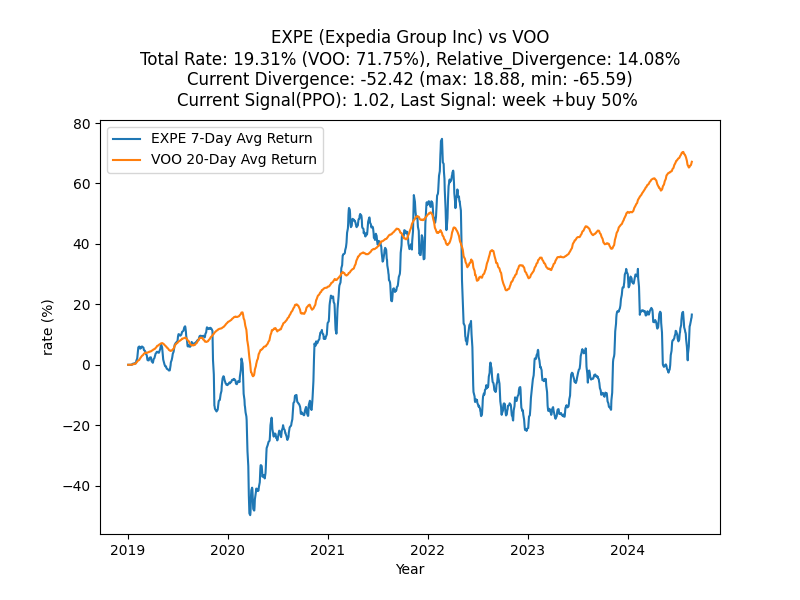 EXPE (Expedia Group Inc) vs VOO
Total Rate: 19.31% (VOO: 71.75%), Relative_Divergence: 14.08%
Current Divergence: -52.42 (max: 18.88, min: -65.59)
Current Signal(PPO): 1.02, Last Signal: week +buy 50%
EXPE 7-Day Avg Return
VOO 20-Day Avg Return
rate (%)
80
60
40
20
0
−20
−40
2019
2020
2021
2022
2023
2024
Year